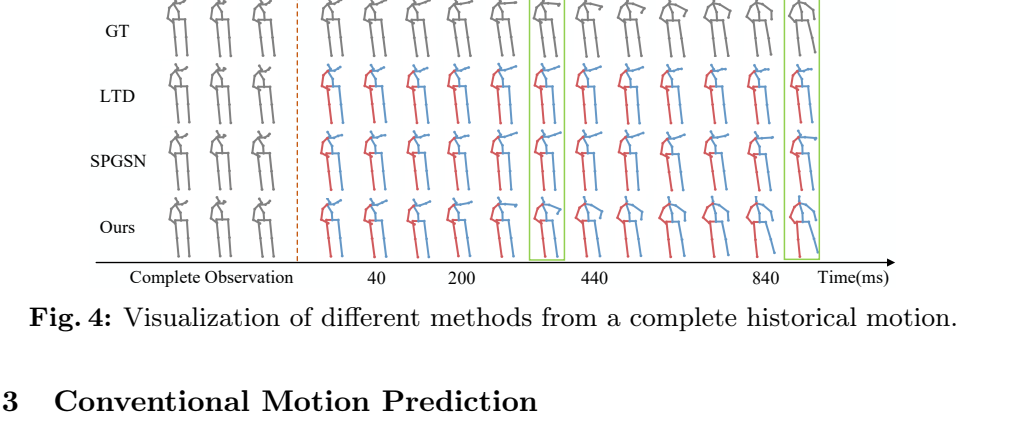 GT
LTD
SPGSN
Ours
Complete Observation 40 200 440 840 Time(ms)
Fig. 4: Visualization of different methods from a complete historical motion.
3 Conventional Motion Prediction